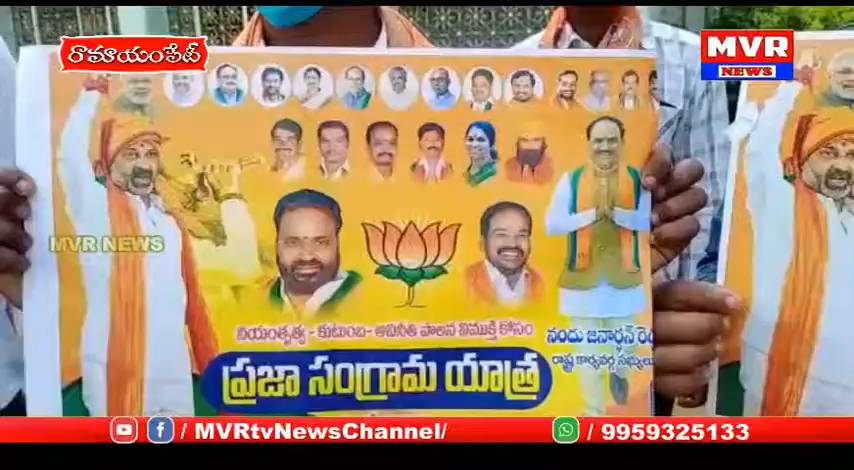 రామాయంపేట్
MVR
NEWS
MVR NEWS
నియంతృత్వ - కుటుంబ - అవినీతి పాలన విముక్తి కోసం
ప్రజా సంగ్రామ యాత్ర
నందు జనార్ధన్ రె
రాష్ట్ర కార్యవర్గ సభ్యులు
/ MVRtvNewsChannel/
/ 9959325133